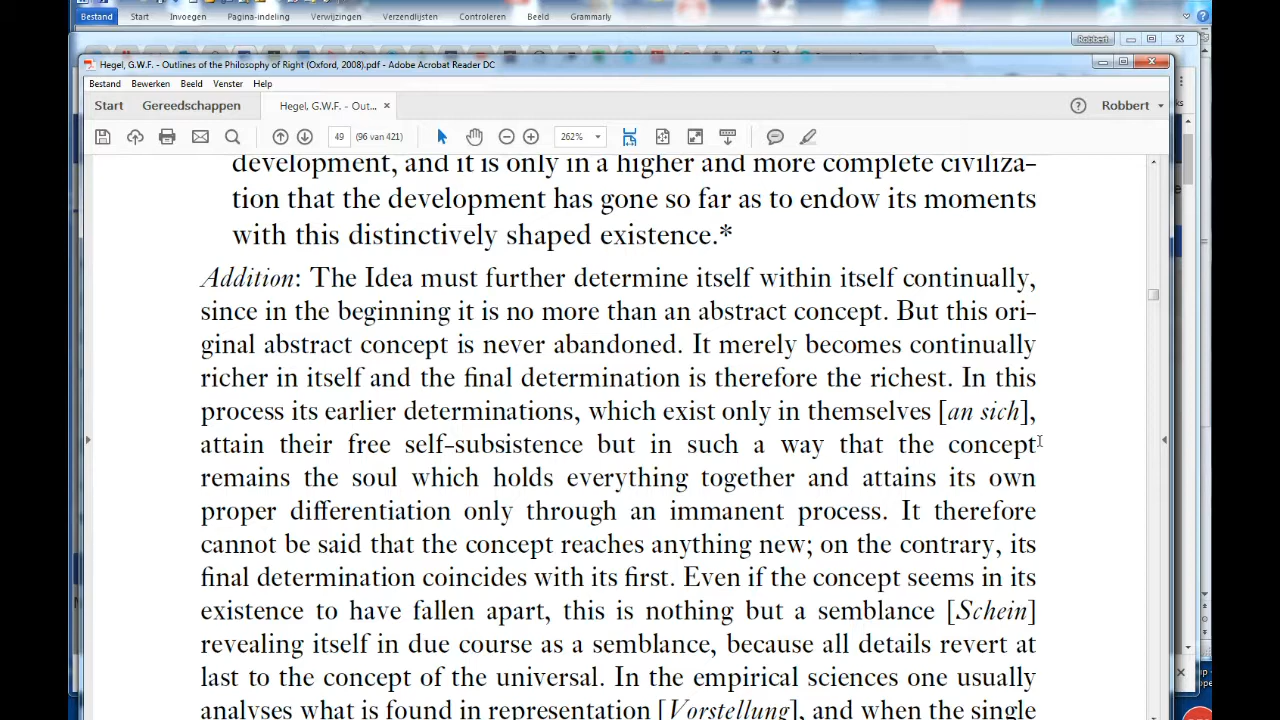 Bestand Start Invoegen Pagina-indeling Verwijzingen Verzendlijsten Controleren Beeld Grammarly
Robbert
Hegel, G.W.F. - Outlines of the Philosophy of Right (Oxford, 2008).pdf - Adobe Acrobat Reader DC
Bestand Bewerken Beeld Venster Help
Start Gereedschappen Hegel, G.W.F. - Out... × Robbert
49 (96 van 421) 262%
development, and it is only in a higher and more complete civiliza-
tion that the development has gone so far as to endow its moments
with this distinctively shaped existence.*
Addition: The Idea must further determine itself within itself continually,
since in the beginning it is no more than an abstract concept. But this ori-
ginal abstract concept is never abandoned. It merely becomes continually
richer in itself and the final determination is therefore the richest. In this
process its earlier determinations, which exist only in themselves [an sich],
attain their free self-subsistence but in such a way that the concept
remains the soul which holds everything together and attains its own
proper differentiation only through an immanent process. It therefore
cannot be said that the concept reaches anything new; on the contrary, its
final determination coincides with its first. Even if the concept seems in its
existence to have fallen apart, this is nothing but a semblance [Schein]
revealing itself in due course as a semblance, because all details revert at
last to the concept of the universal. In the empirical sciences one usually
analyses what is found in representation [Vorstellung], and when the single